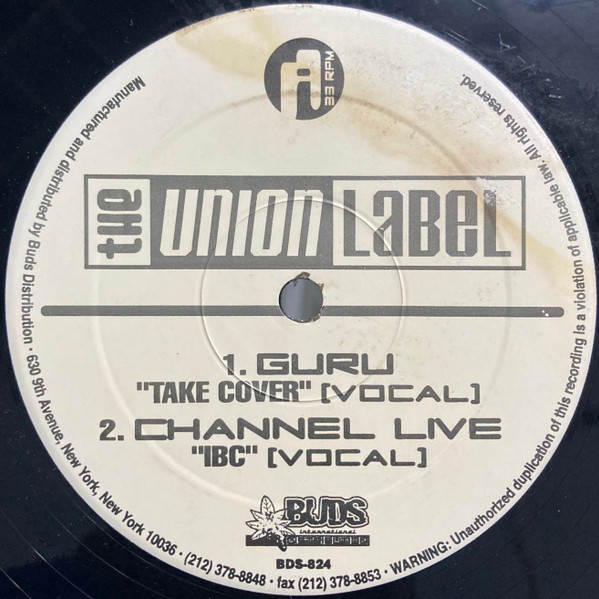 33 RPM
the UNION LABEL
1. GURU
"TAKE COVER" [VOCAL]
2. CHANNEL LIVE
"IBC" [VOCAL]
BUDS
international
BDS-824
Manufactured and distributed by Buds Distribution • 630 9th Avenue, New York, New York 10036 • (212) 378-8848 • fax (212) 378-8853 • WARNING: Unauthorized duplication of this recording is a violation of applicable law. All rights reserved.